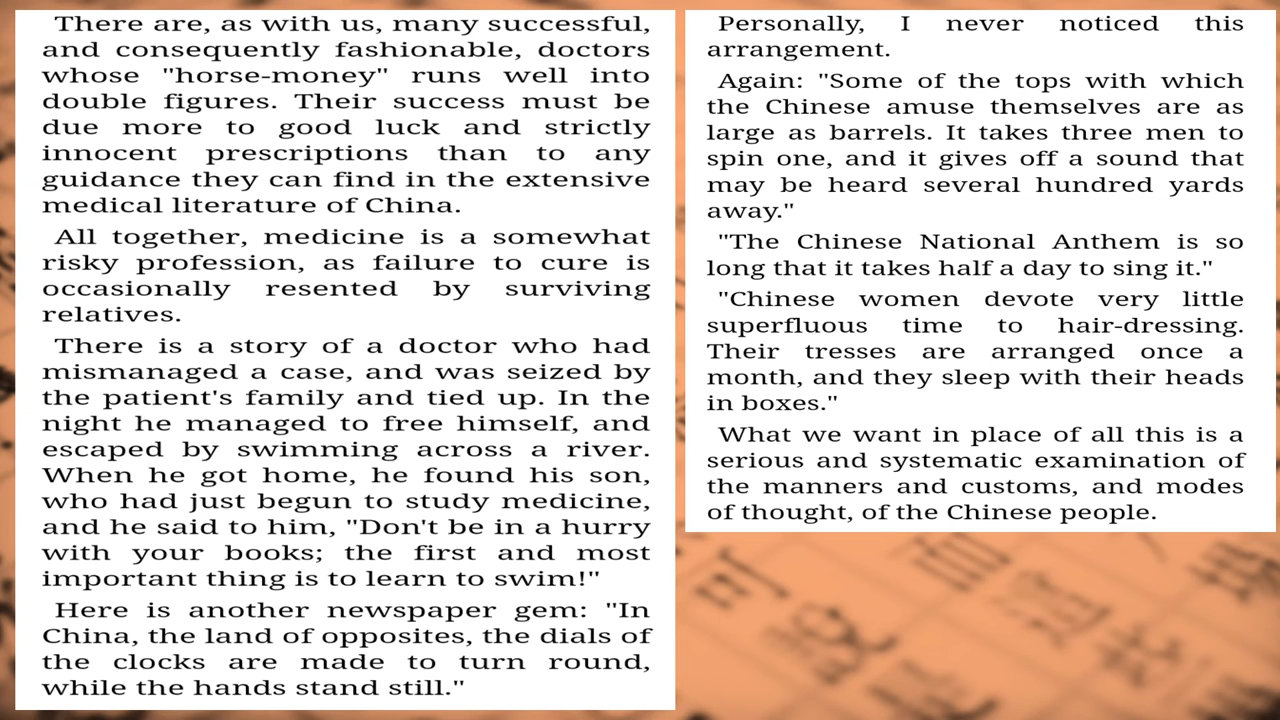 There are, as with us, many successful,
and consequently fashionable, doctors
whose "horse-money" runs well into
double figures. Their success must be
due more to good luck and strictly
innocent prescriptions than to any
guidance they can find in the extensive
medical literature of China.
All together, medicine is a somewhat
risky profession, as failure to cure is
occasionally resented by surviving
relatives.
There is a story of a doctor who had
mismanaged a case, and was seized by
the patient's family and tied up. In the
night he managed to free himself, and
escaped by swimming across a river.
When he got home, he found his son,
who had just begun to study medicine,
and he said to him, "Don't be in a hurry
with your books; the first and most
important thing is to learn to swim!"
Here is another newspaper gem: "In
China, the land of opposites, the dials of
the clocks are made to turn round,
while the hands stand still."
Personally, I never noticed this
arrangement.
Again: "Some of the tops with which
the Chinese amuse themselves are as
large as barrels. It takes three men to
spin one, and it gives off a sound that
may be heard several hundred yards
away."
"The Chinese National Anthem is so
long that it takes half a day to sing it."
"Chinese women devote very little
superfluous time to hair-dressing.
Their tresses are arranged once a
month, and they sleep with their heads
in boxes."
What we want in place of all this is a
serious and systematic examination of
the manners and customs, and modes
of thought, of the Chinese people.